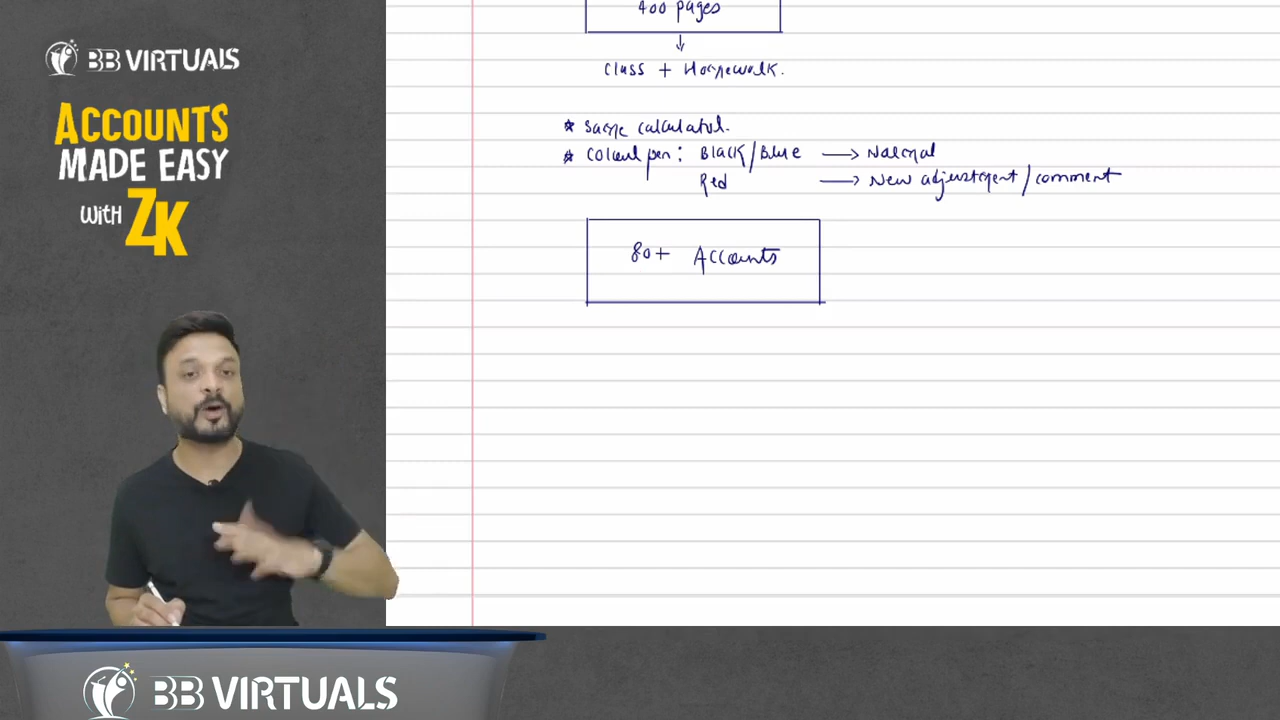 BB VIRTUALS
ACCOUNTS
MADE EASY
WITH ZK
400 pages
Class + Homework.
* Same calculator.
* Colour pen: Black/Blue → Normal
Red → New adjustment/comment
80+ Accounts
BB VIRTUALS